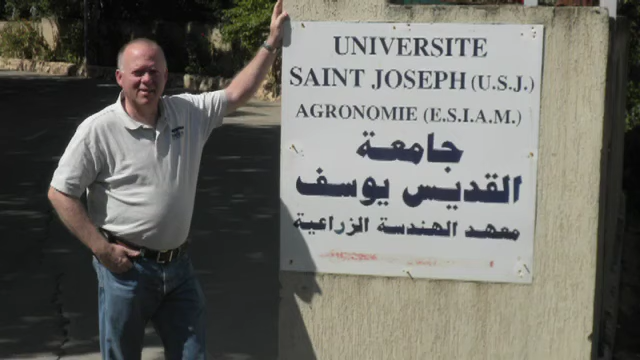 UNIVERSITE
SAINT JOSEPH (U.S.J.)
AGRONOMIE (E.S.I.A.M.)
جامعة
القديس يوسف
معهد الهندسة الزراعية